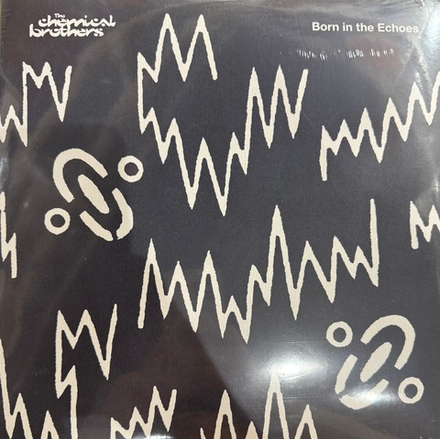 The
chemical
brothers
Born in the Echoes